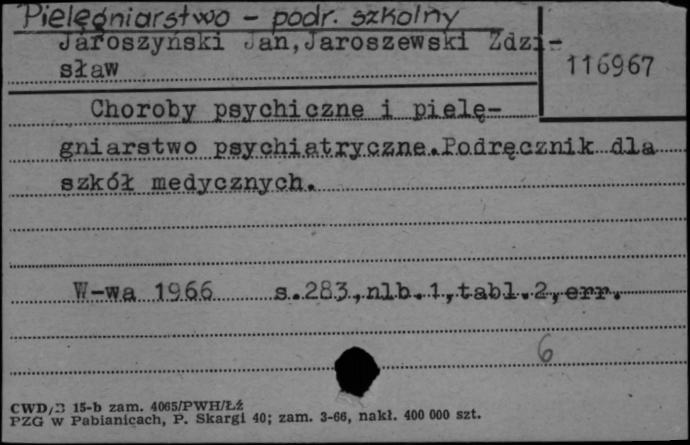 Pielęgniarstwo - podr. szkolny
Jaroszyński Jan, Jaroszewski Zdzi-
sław
116967
Choroby psychiczne i pielę-
gniarstwo psychiatryczne. Podręcznik dla
szkół medycznych.
W-wa 1966 s.283, nlb.1, tabl.2, err.
6
CWD/B 15-b zam. 4065/PWH/Łź
PZG w Pabianicach, P. Skargi 40; zam. 3-66, nakł. 400 000 szt.